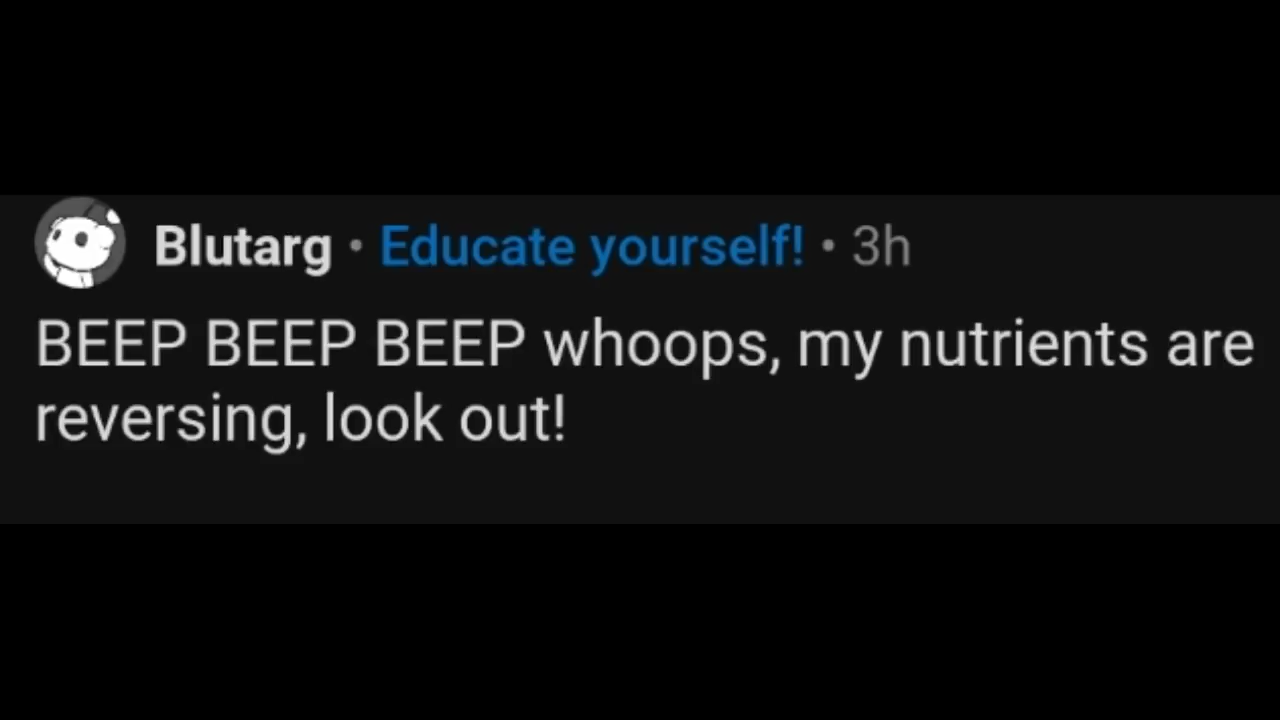 Blutarg • Educate yourself! • 3h
BEEP BEEP BEEP whoops, my nutrients are
reversing, look out!